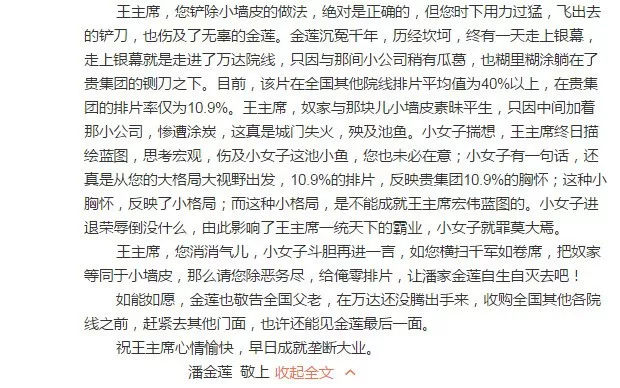 王主席，您铲除小墙皮的做法，绝对是正确的，但您时下用力过猛，飞出去
的铲刀，也伤及了无辜的金莲。金莲沉冤千年，历经坎坷，终有一天走上银幕，
走上银幕就是走进了万达院线，只因与那间小公司稍有瓜葛，也糊里糊涂躺在了
贵集团的铡刀之下。目前，该片在全国其他院线排片平均值为40%以上，在贵集
团的排片率仅为10.9%。王主席，奴家与那块儿小墙皮素昧平生，只因中间加着
那小公司，惨遭涂炭，这真是城门失火，殃及池鱼。小女子揣想，王主席终日描
绘蓝图，思考宏观，伤及小女子这池小鱼，您也未必在意；小女子有一句话，还
真是从您的大格局大视野出发，10.9%的排片，反映贵集团10.9%的胸怀；这种小
胸怀，反映了小格局；而这种小格局，是不能成就王主席宏伟蓝图的。小女子进
退荣辱倒没什么，由此影响了王主席一统天下的霸业，小女子就罪莫大焉。
王主席，您消消气儿，小女子斗胆再进一言，如您横扫千军如卷席，把奴家
等同于小墙皮，那么请您除恶务尽，给俺零排片，让潘家金莲自生自灭去吧！
如能如愿，金莲也敬告全国父老，在万达还没腾出手来，收购全国其他各院
线之前，赶紧去其他门面，也许还能见金莲最后一面。
祝王主席心情愉快，早日成就垄断大业。
潘金莲 敬上 收起全文